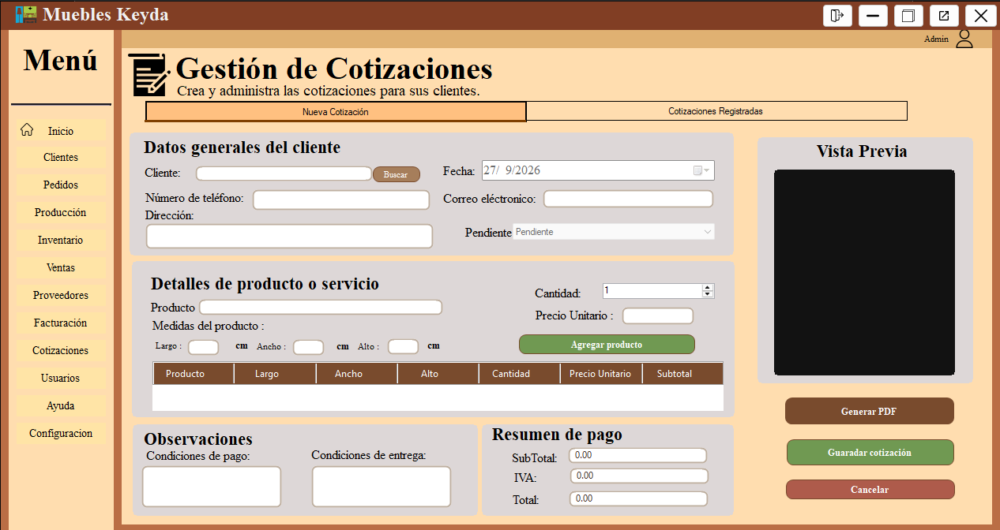 Muebles Keyda
Admin
Menú
Inicio
Clientes
Pedidos
Producción
Inventario
Ventas
Proveedores
Facturación
Cotizaciones
Usuarios
Ayuda
Configuracion
Gestión de Cotizaciones
Crea y administra las cotizaciones para sus clientes.
Nueva Cotización
Cotizaciones Registradas
Datos generales del cliente
Cliente:
Buscar
Fecha:
27/ 9/2026
Número de teléfono:
Correo eléctronico:
Dirección:
Pendiente
Pendiente
Detalles de producto o servicio
Cantidad:
1
Producto
Precio Unitario :
Medidas del producto :
Largo :
cm
Ancho :
cm
Alto :
cm
Agregar producto
Producto
Largo
Ancho
Alto
Cantidad
Precio Unitario
Subtotal
Observaciones
Condiciones de pago:
Condiciones de entrega:
Resumen de pago
SubTotal:
0.00
IVA:
0.00
Total:
0.00
Vista Previa
Generar PDF
Guaradar cotización
Cancelar